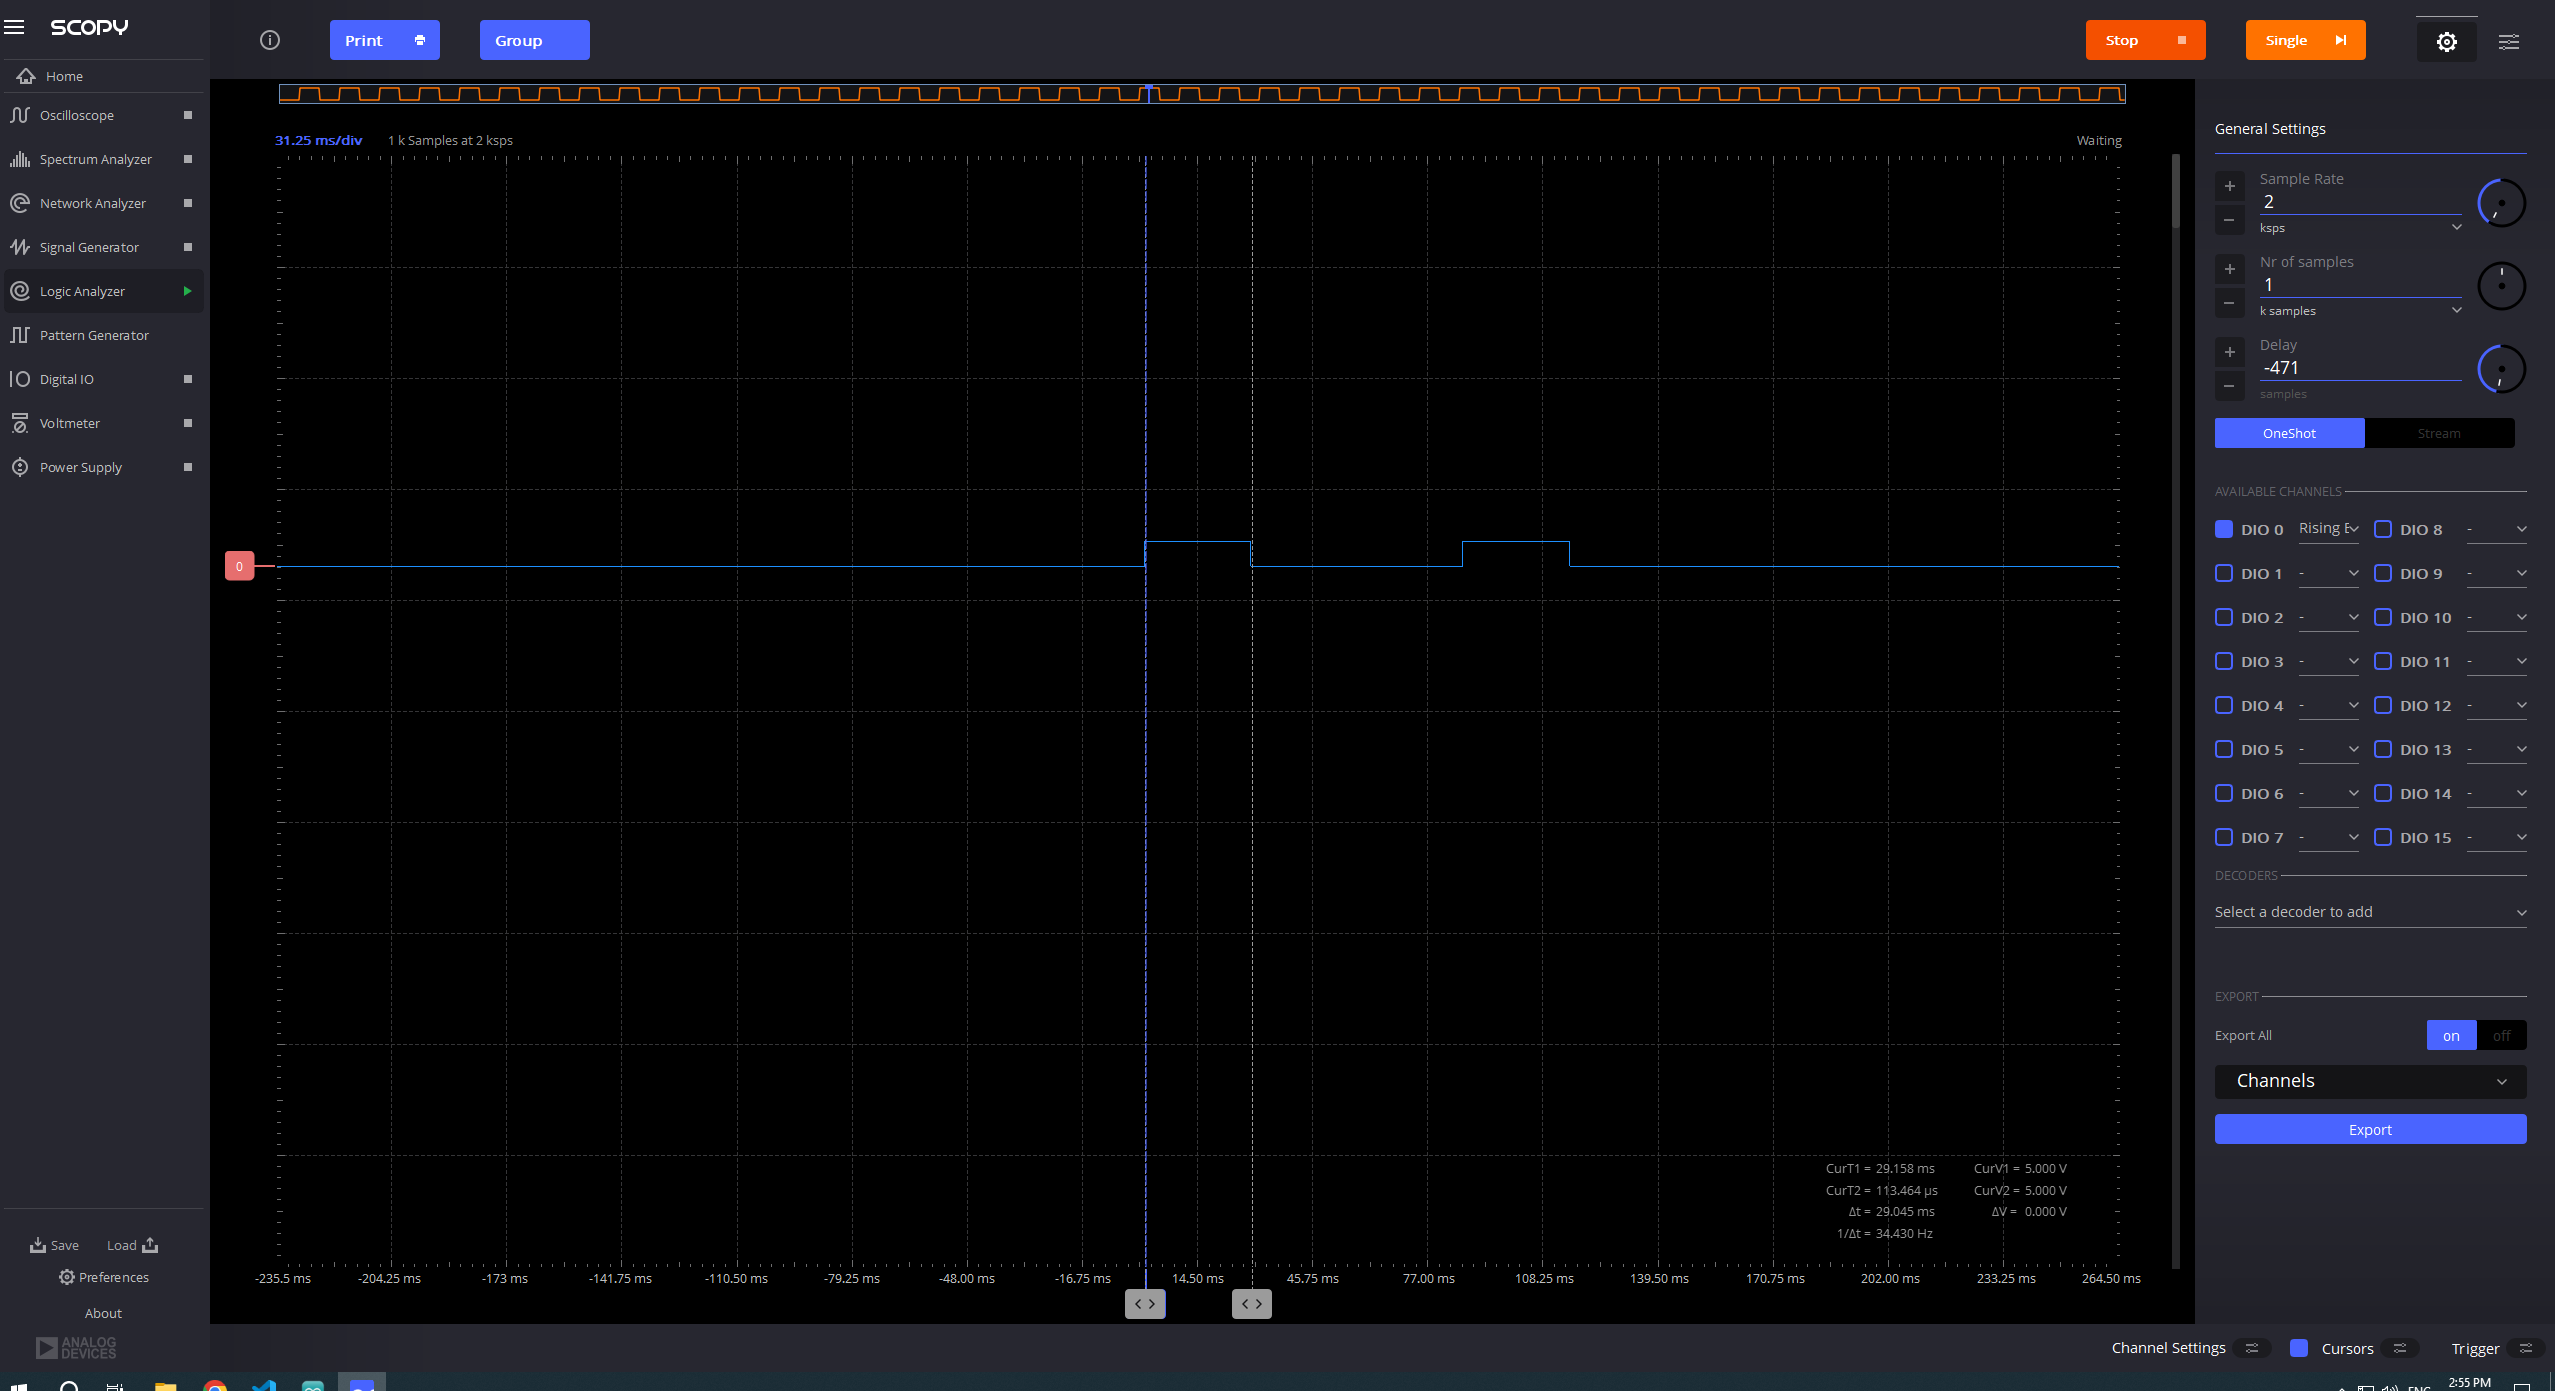 SCOPY
Print
Group
Stop
Single
Home
Oscilloscope
Spectrum Analyzer
Network Analyzer
Signal Generator
Logic Analyzer
Pattern Generator
Digital IO
Voltmeter
Power Supply
Save
Load
Preferences
About
ANALOG
DEVICES
31.25 ms/div 1 k Samples at 2 ksps Waiting
0
CurT1 = 29.158 ms CurV1 = 5.000 V
CurT2 = 113.464 µs CurV2 = 5.000 V
Δt = 29.045 ms ΔV = 0.000 V
1/Δt = 34.430 Hz
-235.5 ms -204.25 ms -173 ms -141.75 ms -110.50 ms -79.25 ms -48.00 ms -16.75 ms 14.50 ms 45.75 ms 77.00 ms 108.25 ms 139.50 ms 170.75 ms 202.00 ms 233.25 ms 264.50 ms
General Settings
Sample Rate
2
ksps
Nr of samples
1
k samples
Delay
-471
samples
OneShot Stream
AVAILABLE CHANNELS
DIO 0 Rising E DIO 8 -
DIO 1 - DIO 9 -
DIO 2 - DIO 10 -
DIO 3 - DIO 11 -
DIO 4 - DIO 12 -
DIO 5 - DIO 13 -
DIO 6 - DIO 14 -
DIO 7 - DIO 15 -
DECODERS
Select a decoder to add
EXPORT
Export All on off
Channels
Export
Channel Settings Cursors Trigger
ENG 2:55 PM